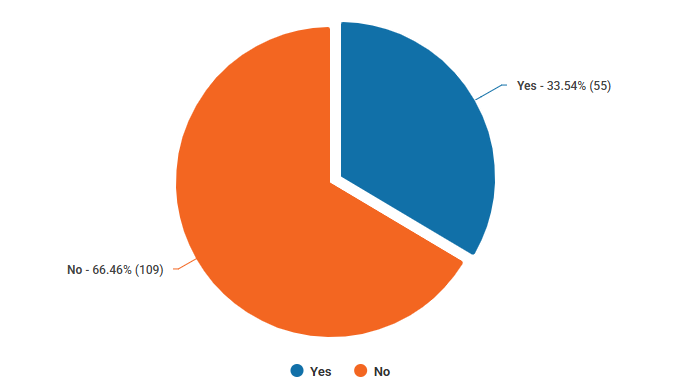 Yes - 33.54% (55)
No - 66.46% (109)
Yes No